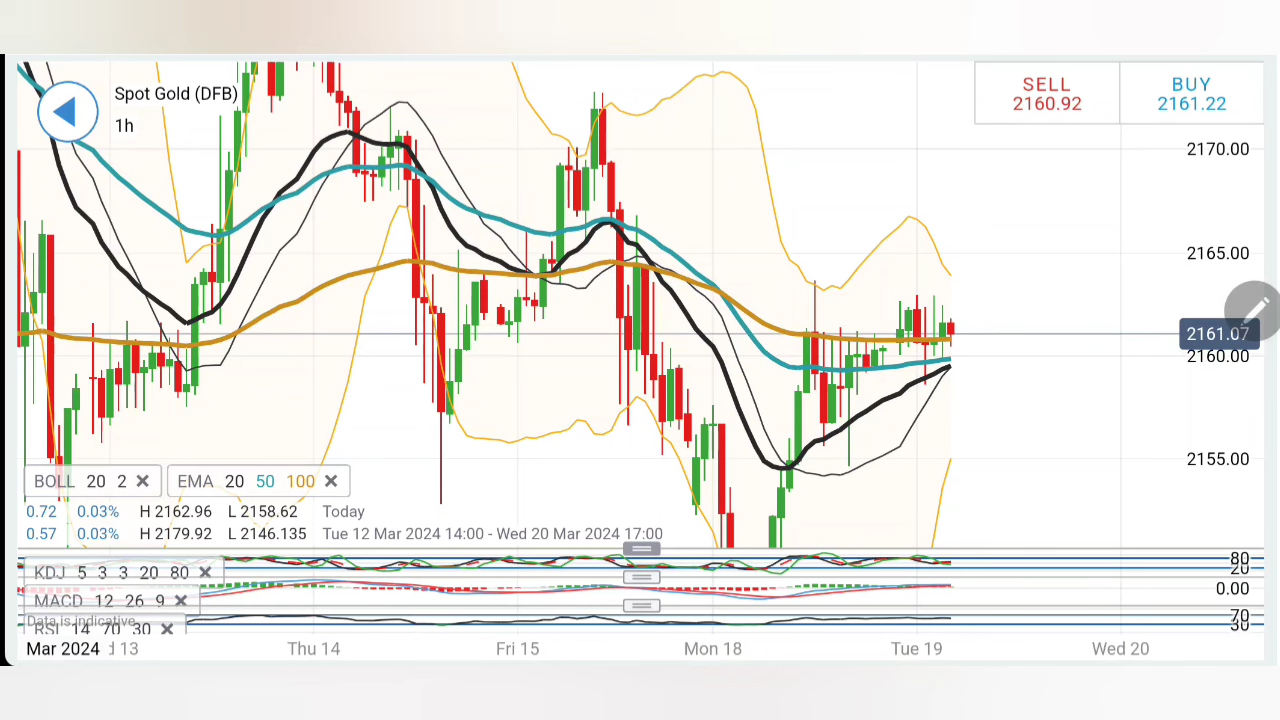 Spot Gold (DFB)
1h
SELL
2160.92
BUY
2161.22
2170.00
2165.00
2161.07
2160.00
2155.00
BOLL 20 2 ×
EMA 20 50 100 ×
0.72 0.03% H 2162.96 L 2158.62 Today
0.57 0.03% H 2179.92 L 2146.135 Tue 12 Mar 2024 14:00 - Wed 20 Mar 2024 17:00
KDJ 5 3 3 20 80 ×
80
20
MACD 12 26 9 ×
0.00
Data is indicative
RSI 14 70 30 ×
70
30
Mar 2024 13 Thu 14 Fri 15 Mon 18 Tue 19 Wed 20